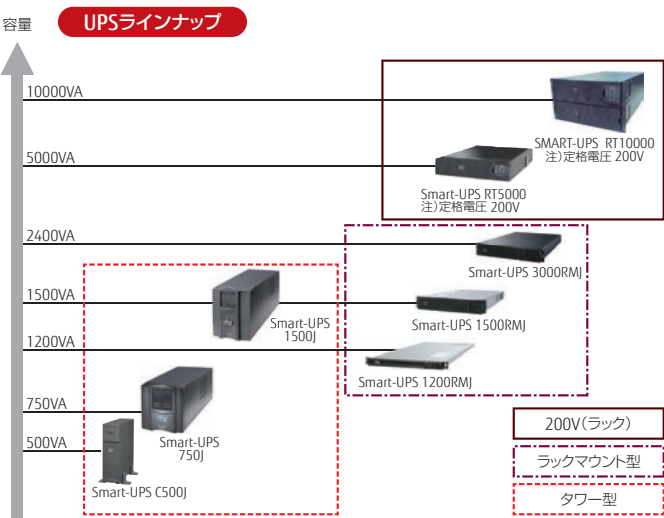 容量
UPSラインナップ
10000VA
SMART-UPS RT10000
注)定格電圧 200V
5000VA
Smart-UPS RT5000
注)定格電圧 200V
2400VA
Smart-UPS 3000RMJ
1500VA
Smart-UPS
1500J
Smart-UPS 1500RMJ
1200VA
Smart-UPS 1200RMJ
750VA
Smart-UPS
750J
500VA
Smart-UPS C500J
200V(ラック)
ラックマウント型
タワー型